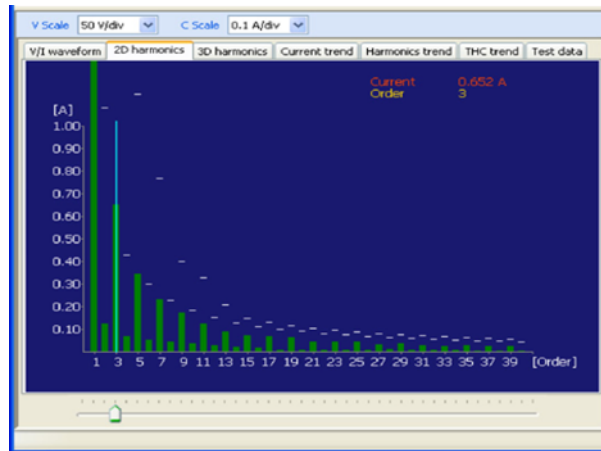 V Scale 50 V/div C Scale 0.1 A/div
V/I waveform 2D harmonics 3D harmonics Current trend Harmonics trend THC trend Test data
Current 0.652 A
Order 3
[A]
1.00
0.90
0.80
0.70
0.60
0.50
0.40
0.30
0.20
0.10
1 3 5 7 9 11 13 15 17 19 21 23 25 27 29 31 33 35 37 39 [Order]